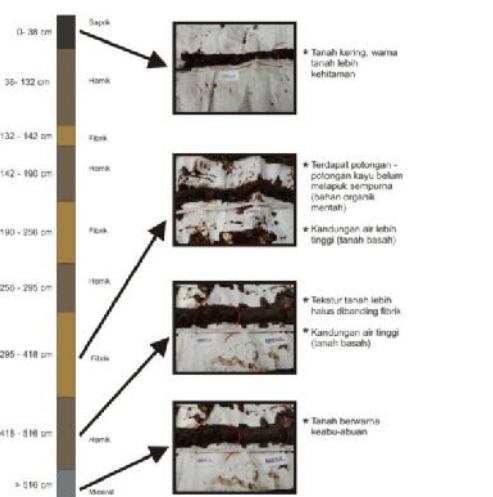 0- 38 cm
Saprik
38- 132 cm
Hemik
132 - 142 cm
Fibrik
142 - 190 cm
Hemik
190 - 256 cm
Fibrik
256 - 295 cm
Hemik
295 - 418 cm
Fibrik
418 - 516 cm
Hemik
> 516 cm
Mineral
* Tanah kering, warna
tanah lebih
kehitaman
* Terdapat potongan -
potongan kayu belum
melapuk sempurna
(bahan organik
mentah)
* Kandungan air lebih
tinggi (tanah basah)
* Tekstur tanah lebih
halus dibanding fibrik
* Kandungan air tinggi
(tanah basah)
* Tanah berwarna
keabu-abuan